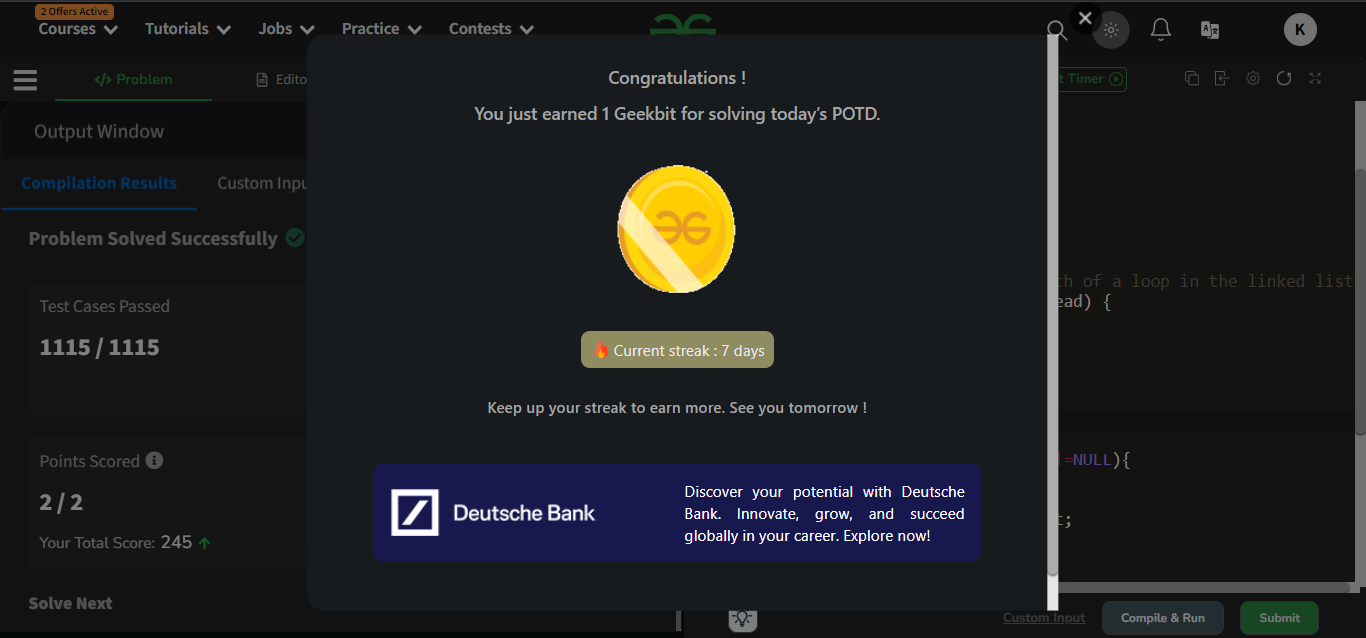 2 Offers Active
Courses Tutorials Jobs Practice Contests
K
Problem
Edito
t Timer
Output Window
Compilation Results
Custom Inpu
Problem Solved Successfully
Test Cases Passed
1115 / 1115
Points Scored
2 / 2
Your Total Score: 245
Solve Next
Congratulations !
You just earned 1 Geekbit for solving today’s POTD.
Current streak : 7 days
Keep up your streak to earn more. See you tomorrow !
Deutsche Bank
Discover your potential with Deutsche
Bank. Innovate, grow, and succeed
globally in your career. Explore now!
th of a loop in the linked list
ead) {
!=NULL){
t;
Custom Input
Compile & Run
Submit